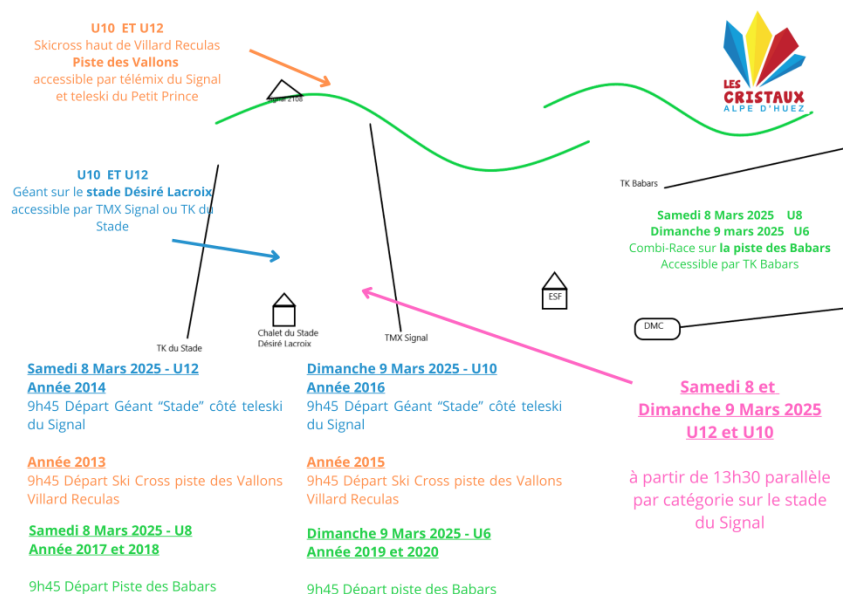 U10 ET U12
Skicross haut de Villard Reculas
Piste des Vallons
accessible par télémix du Signal
et teleski du Petit Prince
Signal 2108
LES
CRISTAUX
ALPE D'HUEZ
U10 ET U12
Géant sur le stade Désiré Lacroix
accessible par TMX Signal ou TK du
Stade
TK Babars
Samedi 8 Mars 2025 U8
Dimanche 9 mars 2025 U6
Combi-Race sur la piste des Babars
Accessible par TK Babars
ESF
DMC
TK du Stade
Chalet du Stade
Désiré Lacroix
TMX Signal
Samedi 8 Mars 2025 - U12
Année 2014
9h45 Départ Géant “Stade” côté teleski
du Signal
Année 2013
9h45 Départ Ski Cross piste des Vallons
Villard Reculas
Samedi 8 Mars 2025 - U8
Année 2017 et 2018
9h45 Départ Piste des Babars
Dimanche 9 Mars 2025 - U10
Année 2016
9h45 Départ Géant “Stade” côté teleski
du Signal
Année 2015
9h45 Départ Ski Cross piste des Vallons
Villard Reculas
Dimanche 9 Mars 2025 - U6
Année 2019 et 2020
9h45 Départ piste des Babars
Samedi 8 et
Dimanche 9 Mars 2025
U12 et U10
à partir de 13h30 parallèle
par catégorie sur le stade
du Signal